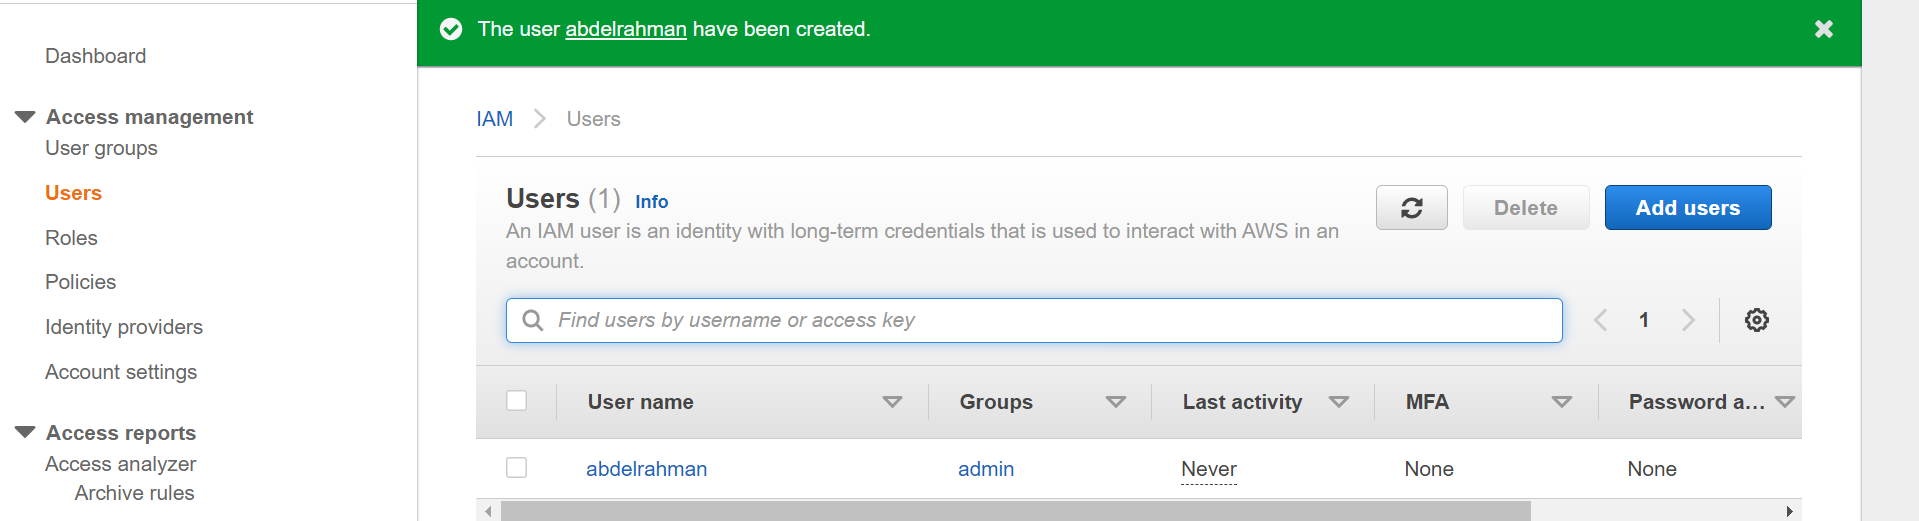 The user abdelrahman have been created.
Dashboard
Access management
User groups
Users
Roles
Policies
Identity providers
Account settings
Access reports
Access analyzer
Archive rules
IAM > Users
Users (1) Info
An IAM user is an identity with long-term credentials that is used to interact with AWS in an
account.
Delete
Add users
Find users by username or access key
1
User name Groups Last activity MFA Password a...
abdelrahman admin Never None None